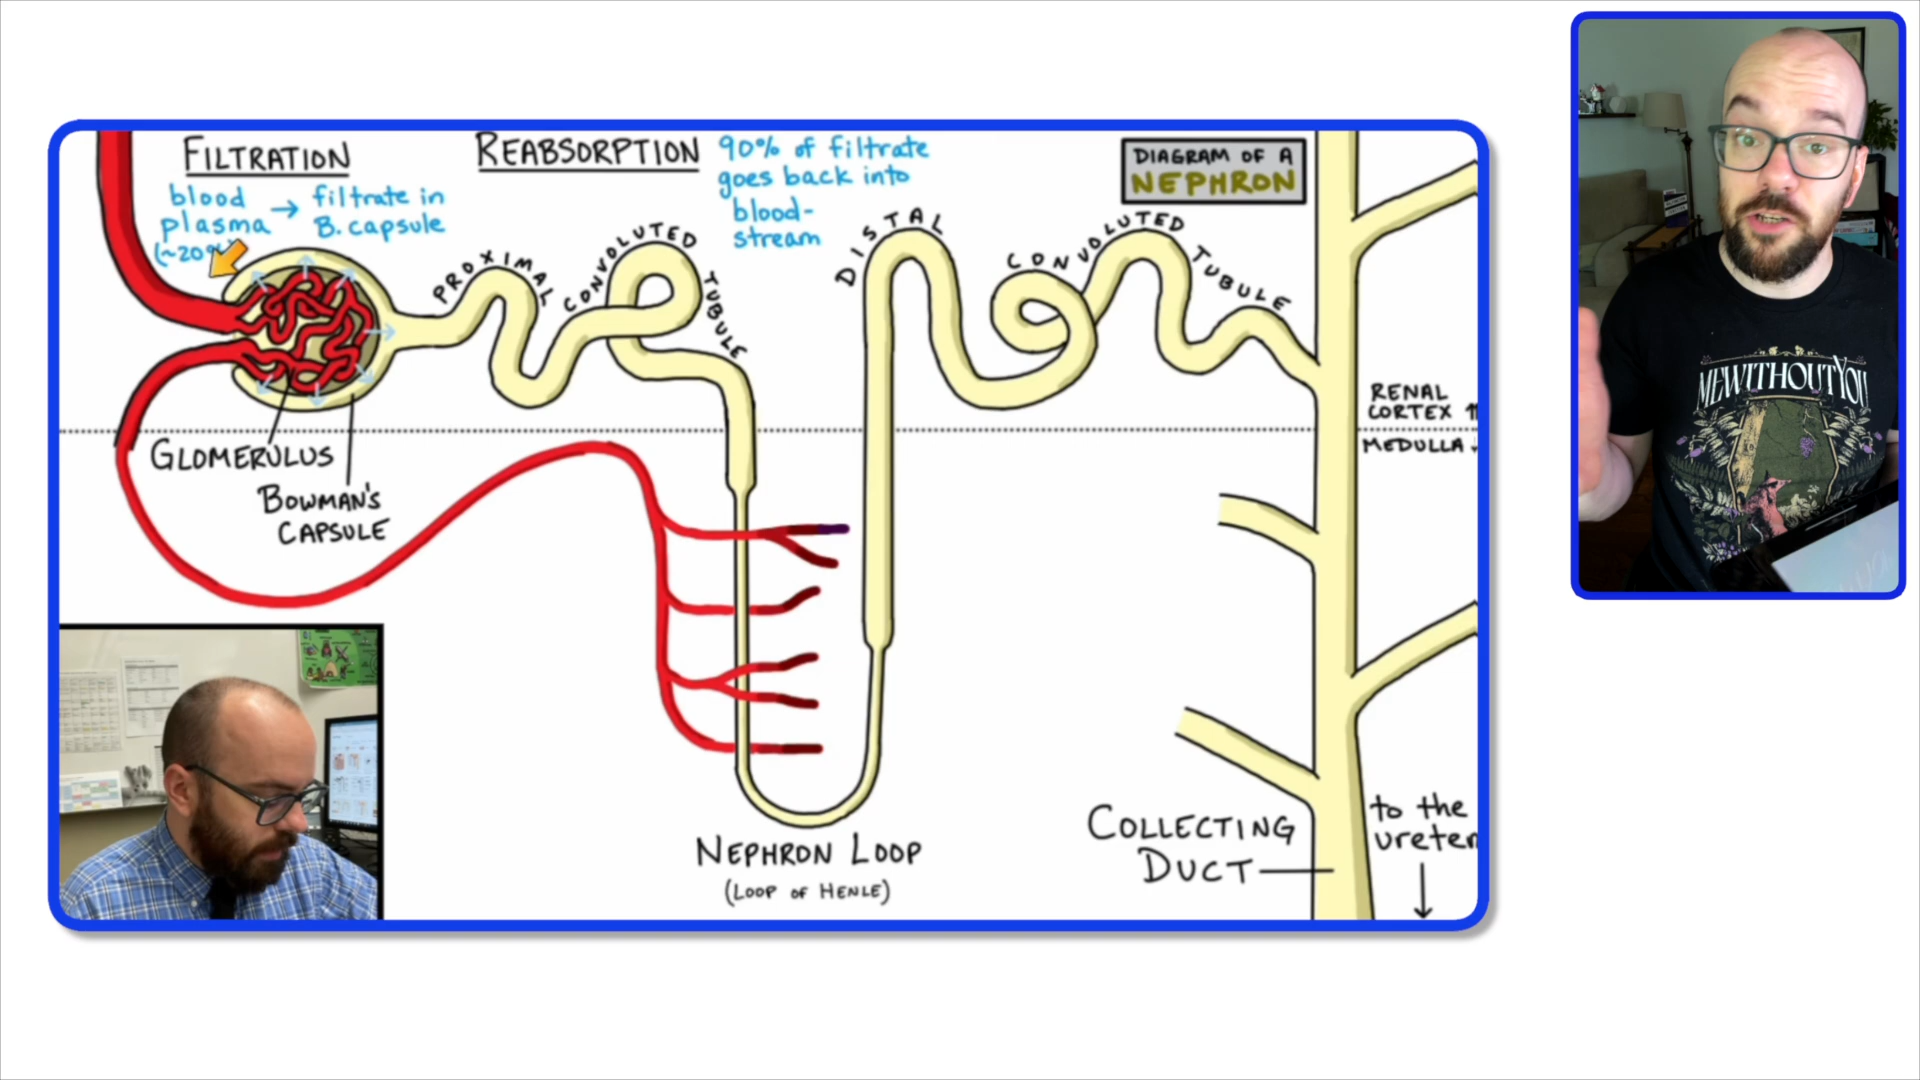 FILTRATION
blood plasma → filtrate in B. capsule
(~20%
REABSORPTION
90% of filtrate
goes back into
blood-
stream
DIAGRAM OF A
NEPHRON
PROXIMAL CONVOLUTED TUBULE
DISTAL CONVOLUTED TUBULE
RENAL
CORTEX ↑
MEDULLA ↓
GLOMERULUS
BOWMAN'S
CAPSULE
NEPHRON LOOP
(LOOP OF HENLE)
COLLECTING
DUCT
to the
ureter
MEWITHOUTYOU